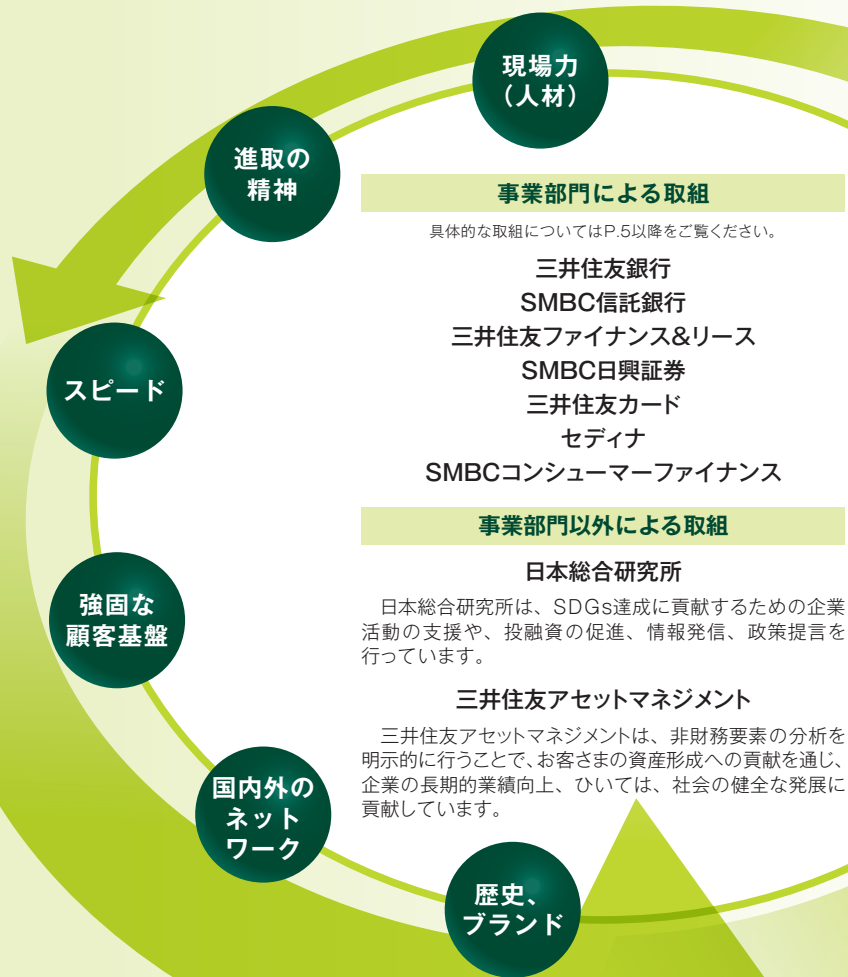 現場力
（人材）
進取の
精神
スピード
強固な
顧客基盤
国内外の
ネット
ワーク
歴史、
ブランド
事業部門による取組
具体的な取組についてはP.5以降をご覧ください。
三井住友銀行
SMBC信託銀行
三井住友ファイナンス&リース
SMBC日興証券
三井住友カード
セディナ
SMBCコンシューマーファイナンス
事業部門以外による取組
日本総合研究所
日本総合研究所は、SDGs達成に貢献するための企業
活動の支援や、投融資の促進、情報発信、政策提言を
行っています。
三井住友アセットマネジメント
三井住友アセットマネジメントは、非財務要素の分析を
明示的に行うことで、お客さまの資産形成への貢献を通じ、
企業の長期的業績向上、ひいては、社会の健全な発展に
貢献しています。